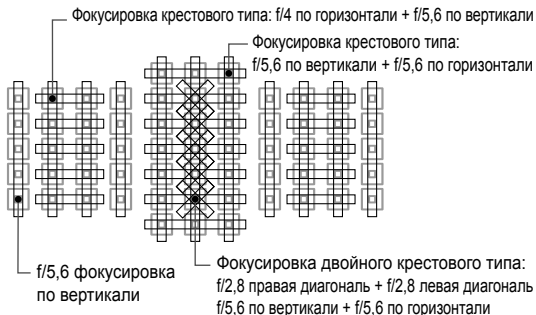 Фокусировка крестового типа: f/4 по горизонтали + f/5,6 по вертикали
Фокусировка крестового типа:
f/5,6 по вертикали + f/5,6 по горизонтали
f/5,6 фокусировка
по вертикали
Фокусировка двойного крестового типа:
f/2,8 правая диагональ + f/2,8 левая диагональ
f/5,6 по вертикали + f/5,6 по горизонтали